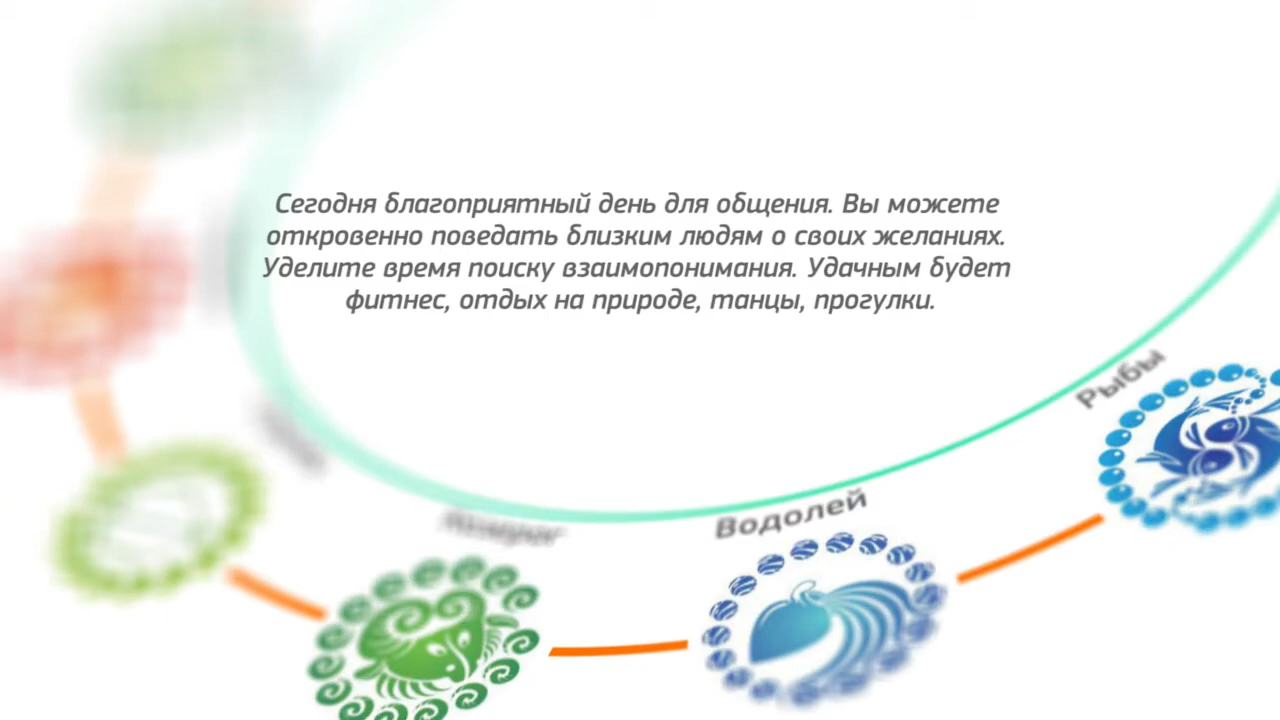 Сегодня благоприятный день для общения. Вы можете
откровенно поведать близким людям о своих желаниях.
Уделите время поиску взаимопонимания. Удачным будет
фитнес, отдых на природе, танцы, прогулки.
Рыбы
Водолей